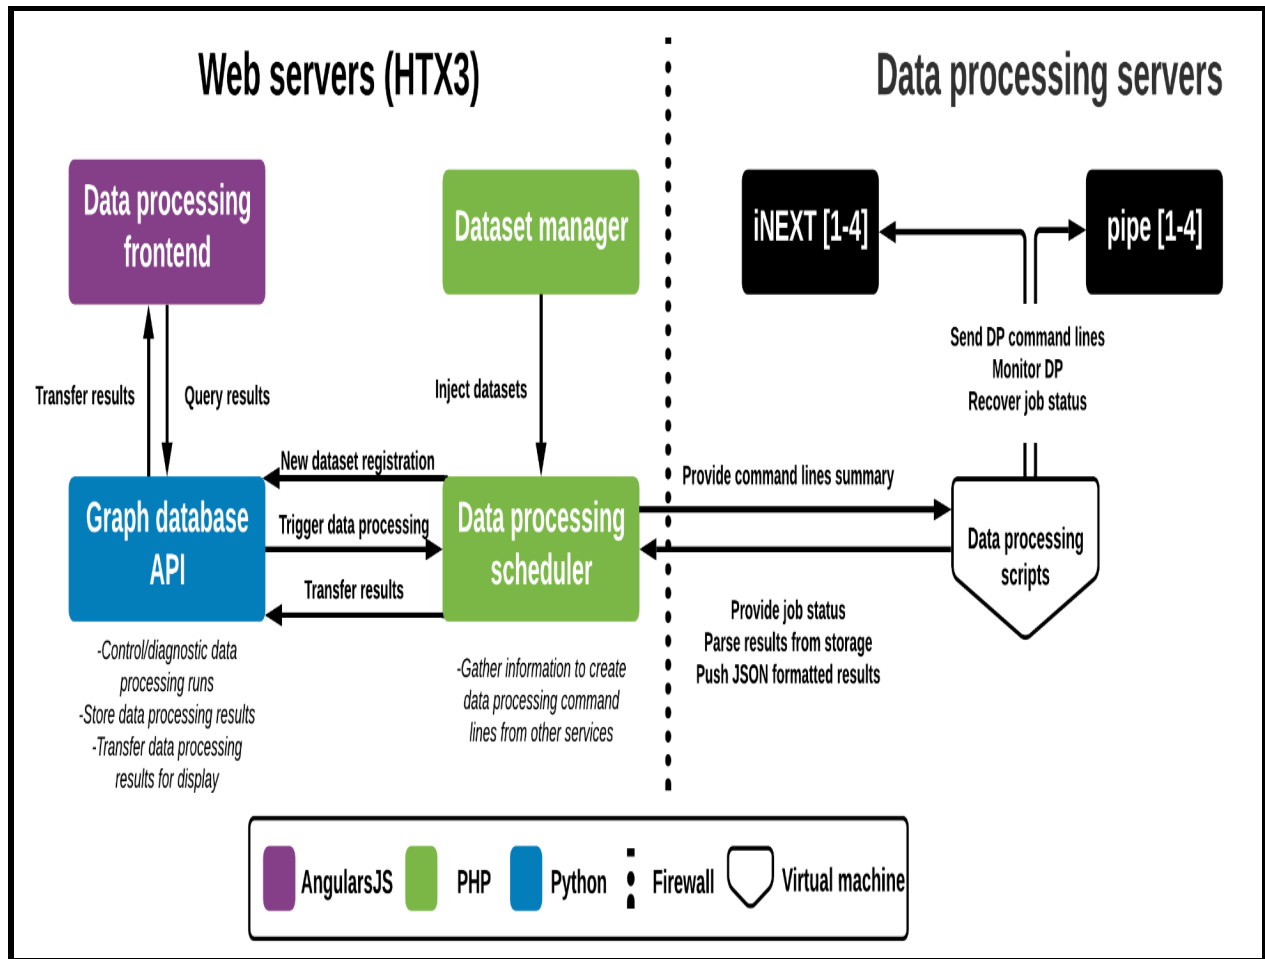 Web servers (HTX3)
Data processing servers
Data processing
frontend
Dataset manager
iNEXT [1-4]
pipe [1-4]
Send DP command lines
Monitor DP
Recover job status
Transfer results
Query results
Inject datasets
New dataset registration
Provide command lines summary
Graph database
API
Trigger data processing
Data processing
scheduler
Data processing
scripts
Transfer results
Provide job status
Parse results from storage
Push JSON formatted results
-Control/diagnostic data
processing runs
-Store data processing results
-Transfer data processing
results for display
-Gather information to create
data processing command
lines from other services
AngularsJS
PHP
Python
Firewall
Virtual machine